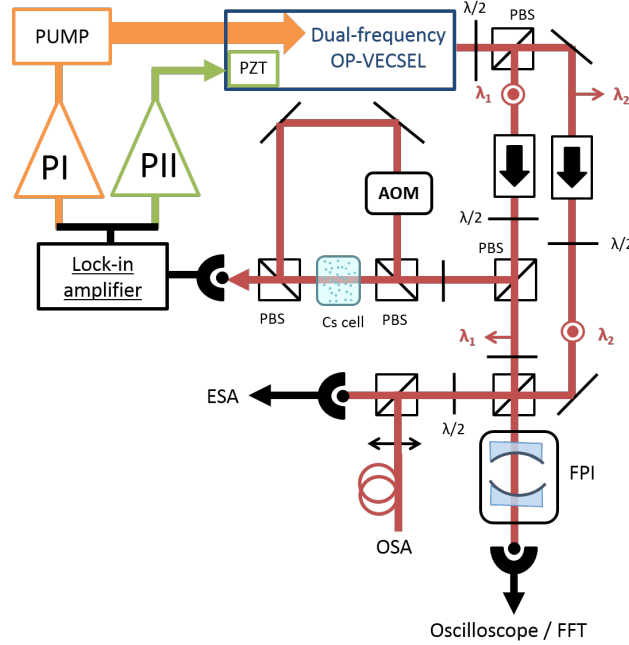 PUMP
Dual-frequency
OP-VECSEL
PZT
λ/2
PBS
λ₁
λ₂
PI
PII
AOM
λ/2
λ/2
PBS
Lock-in
amplifier
PBS
Cs cell
PBS
λ₁
λ₂
ESA
λ/2
FPI
OSA
Oscilloscope / FFT